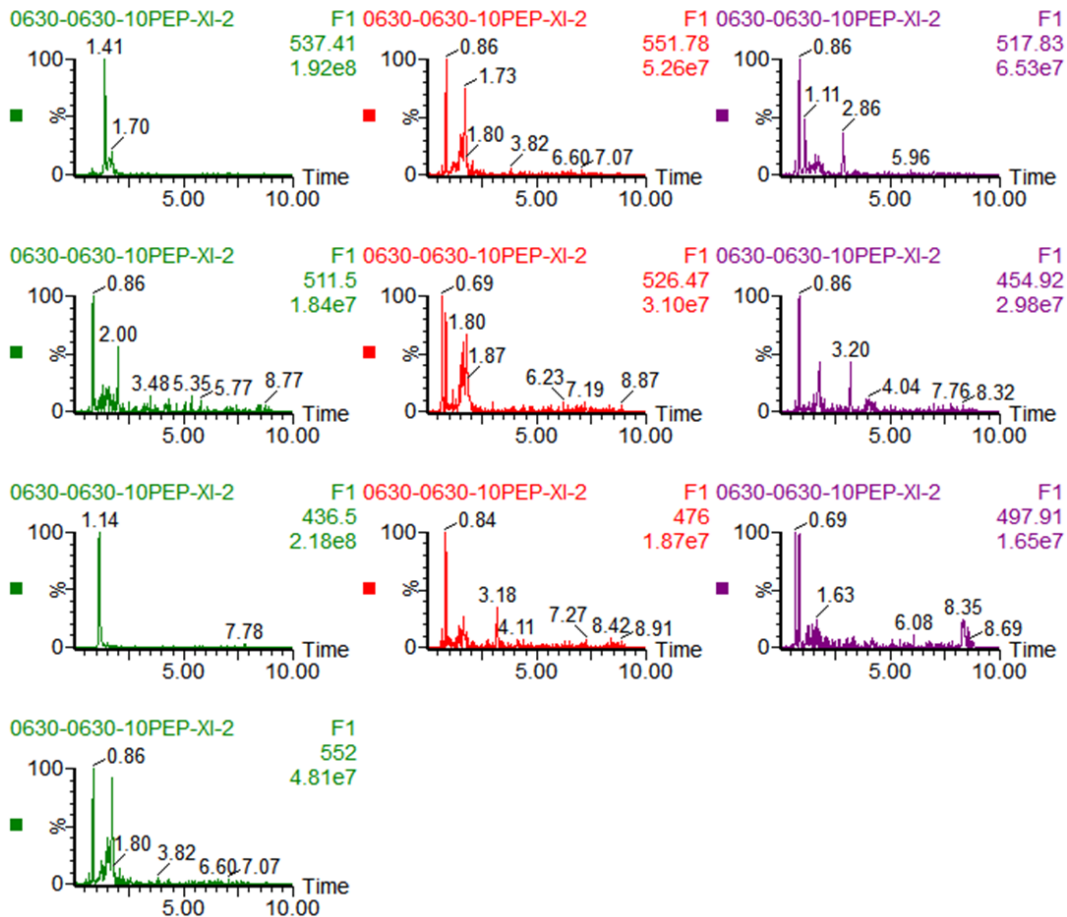 0630-0630-10PEP-XI-2 F1
537.41
1.92e8
100
%
0
1.41
1.70
5.00 10.00
Time
0630-0630-10PEP-XI-2 F1
551.78
5.26e7
100
%
0
0.86
1.73
1.80
3.82
6.60 7.07
5.00 10.00
Time
0630-0630-10PEP-XI-2 F1
517.83
6.53e7
100
%
0
0.86
1.11
2.86
5.96
5.00 10.00
Time
0630-0630-10PEP-XI-2 F1
511.5
1.84e7
100
%
0
0.86
2.00
3.48 5.35 5.77 8.77
5.00 10.00
Time
0630-0630-10PEP-XI-2 F1
526.47
3.10e7
100
%
0
0.69
1.80
1.87
6.23 7.19 8.87
5.00 10.00
Time
0630-0630-10PEP-XI-2 F1
454.92
2.98e7
100
%
0
0.86
3.20
4.04 7.76 8.32
5.00 10.00
Time
0630-0630-10PEP-XI-2 F1
436.5
2.18e8
100
%
0
1.14
7.78
5.00 10.00
Time
0630-0630-10PEP-XI-2 F1
476
1.87e7
100
%
0
0.84
3.18
4.11 7.27 8.42 8.91
5.00 10.00
Time
0630-0630-10PEP-XI-2 F1
497.91
1.65e7
100
%
0
0.69
1.63
6.08 8.35
8.69
5.00 10.00
Time
0630-0630-10PEP-XI-2 F1
552
4.81e7
100
%
0
0.86
1.80
3.82
6.60 7.07
5.00 10.00
Time